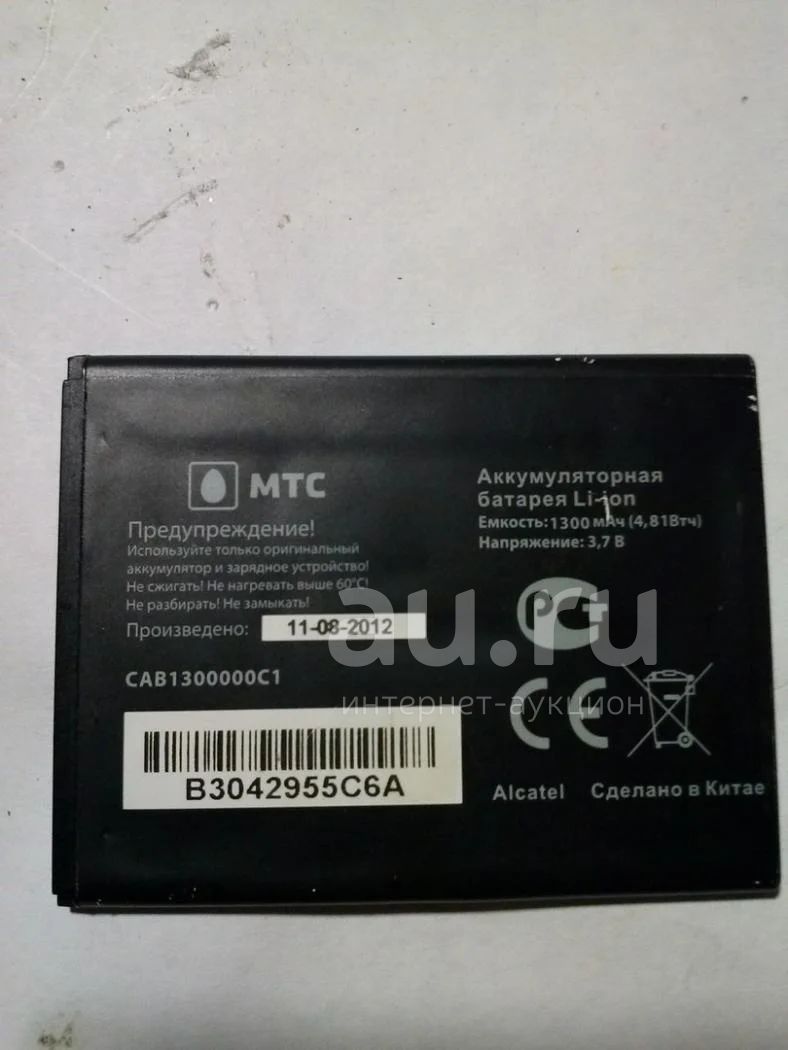 МТС
Предупреждение!
Используйте только оригинальный
аккумулятор и зарядное устройство!
Не сжигать! Не нагревать выше 60°С!
Не разбирать! Не замыкать!
Произведено: 11-08-2012
CAB1300000C1
B3042955C6A
Аккумуляторная
батарея Li-ion
Емкость: 1300 мАч (4,81Втч)
Напряжение: 3,7 В
РСТ
CE
Alcatel Сделано в Китае
au.ru
интернет-аукцион